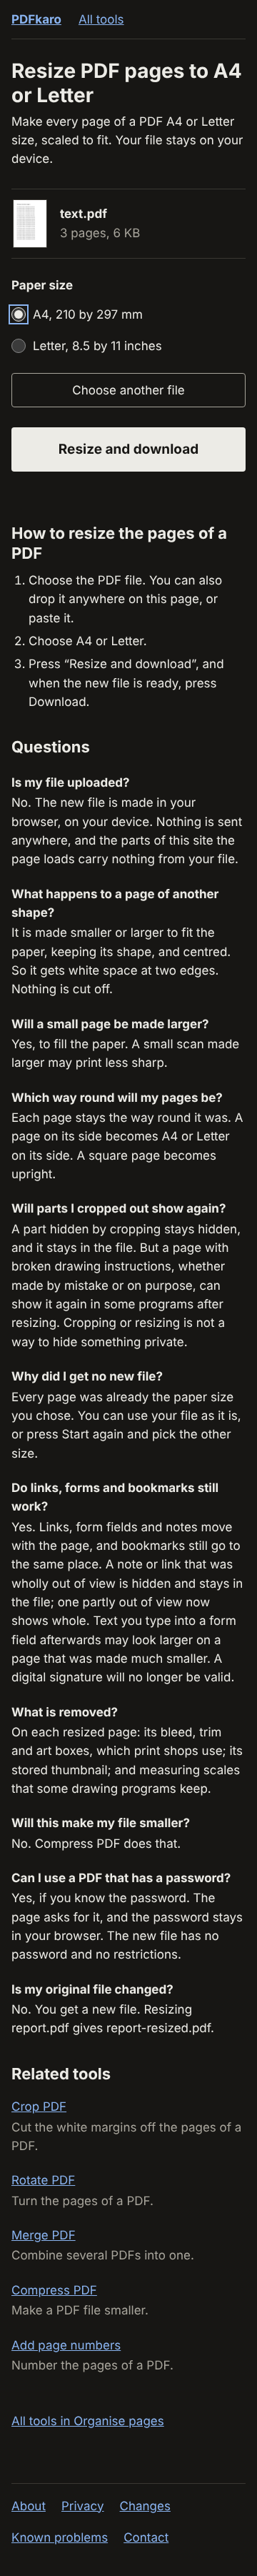 PDFkaro All tools
Resize PDF pages to A4
or Letter
Make every page of a PDF A4 or Letter
size, scaled to fit. Your file stays on your
device.
text.pdf
3 pages, 6 KB
Paper size
A4, 210 by 297 mm
Letter, 8.5 by 11 inches
Choose another file
Resize and download
How to resize the pages of a
PDF
1. Choose the PDF file. You can also
drop it anywhere on this page, or
paste it.
2. Choose A4 or Letter.
3. Press “Resize and download”, and
when the new file is ready, press
Download.
Questions
Is my file uploaded?
No. The new file is made in your
browser, on your device. Nothing is sent
anywhere, and the parts of this site the
page loads carry nothing from your file.
What happens to a page of another
shape?
It is made smaller or larger to fit the
paper, keeping its shape, and centred.
So it gets white space at two edges.
Nothing is cut off.
Will a small page be made larger?
Yes, to fill the paper. A small scan made
larger may print less sharp.
Which way round will my pages be?
Each page stays the way round it was. A
page on its side becomes A4 or Letter
on its side. A square page becomes
upright.
Will parts I cropped out show again?
A part hidden by cropping stays hidden,
and it stays in the file. But a page with
broken drawing instructions, whether
made by mistake or on purpose, can
show it again in some programs after
resizing. Cropping or resizing is not a
way to hide something private.
Why did I get no new file?
Every page was already the paper size
you chose. You can use your file as it is,
or press Start again and pick the other
size.
Do links, forms and bookmarks still
work?
Yes. Links, form fields and notes move
with the page, and bookmarks still go to
the same place. A note or link that was
wholly out of view is hidden and stays in
the file; one partly out of view now
shows whole. Text you type into a form
field afterwards may look larger on a
page that was made much smaller. A
digital signature will no longer be valid.
What is removed?
On each resized page: its bleed, trim
and art boxes, which print shops use; its
stored thumbnail; and measuring scales
that some drawing programs keep.
Will this make my file smaller?
No. Compress PDF does that.
Can I use a PDF that has a password?
Yes, if you know the password. The
page asks for it, and the password stays
in your browser. The new file has no
password and no restrictions.
Is my original file changed?
No. You get a new file. Resizing
report.pdf gives report-resized.pdf.
Related tools
Crop PDF
Cut the white margins off the pages of a
PDF.
Rotate PDF
Turn the pages of a PDF.
Merge PDF
Combine several PDFs into one.
Compress PDF
Make a PDF file smaller.
Add page numbers
Number the pages of a PDF.
All tools in Organise pages
About Privacy Changes
Known problems Contact